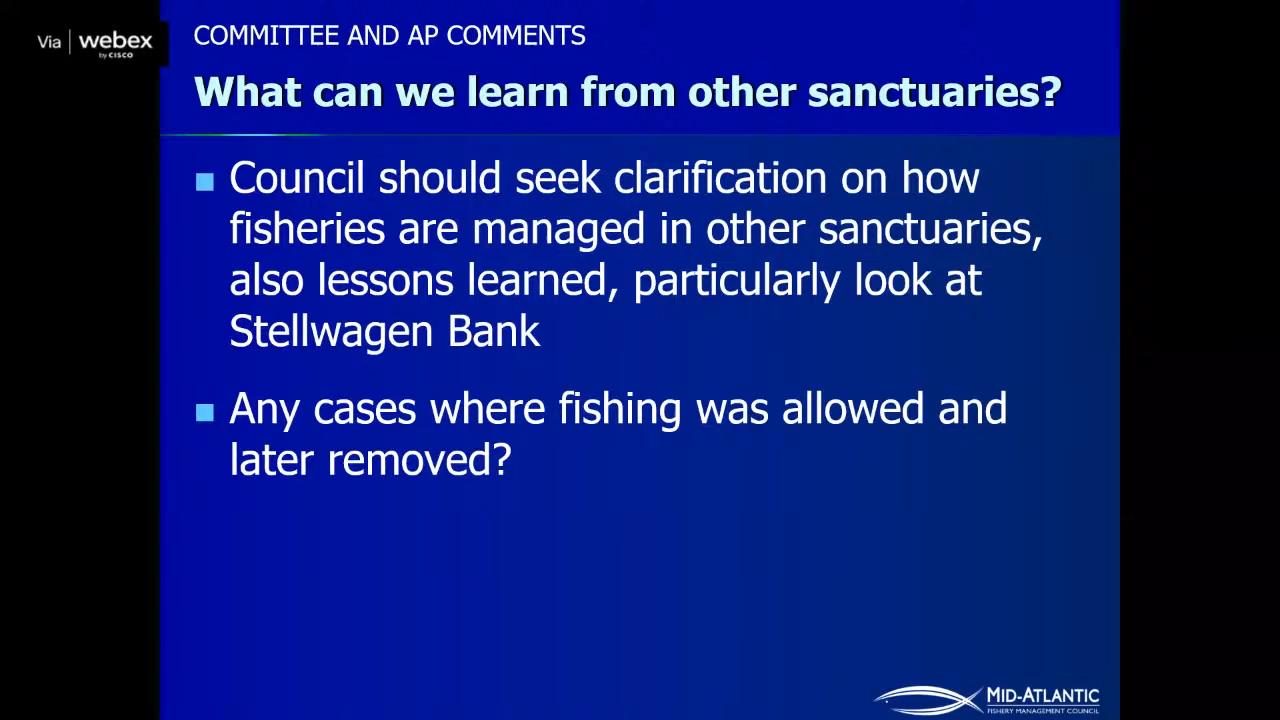 Via webex
by CISCO
COMMITTEE AND AP COMMENTS
What can we learn from other sanctuaries?
Council should seek clarification on how
fisheries are managed in other sanctuaries,
also lessons learned, particularly look at
Stellwagen Bank
Any cases where fishing was allowed and
later removed?
MID-ATLANTIC
FISHERY MANAGEMENT COUNCIL